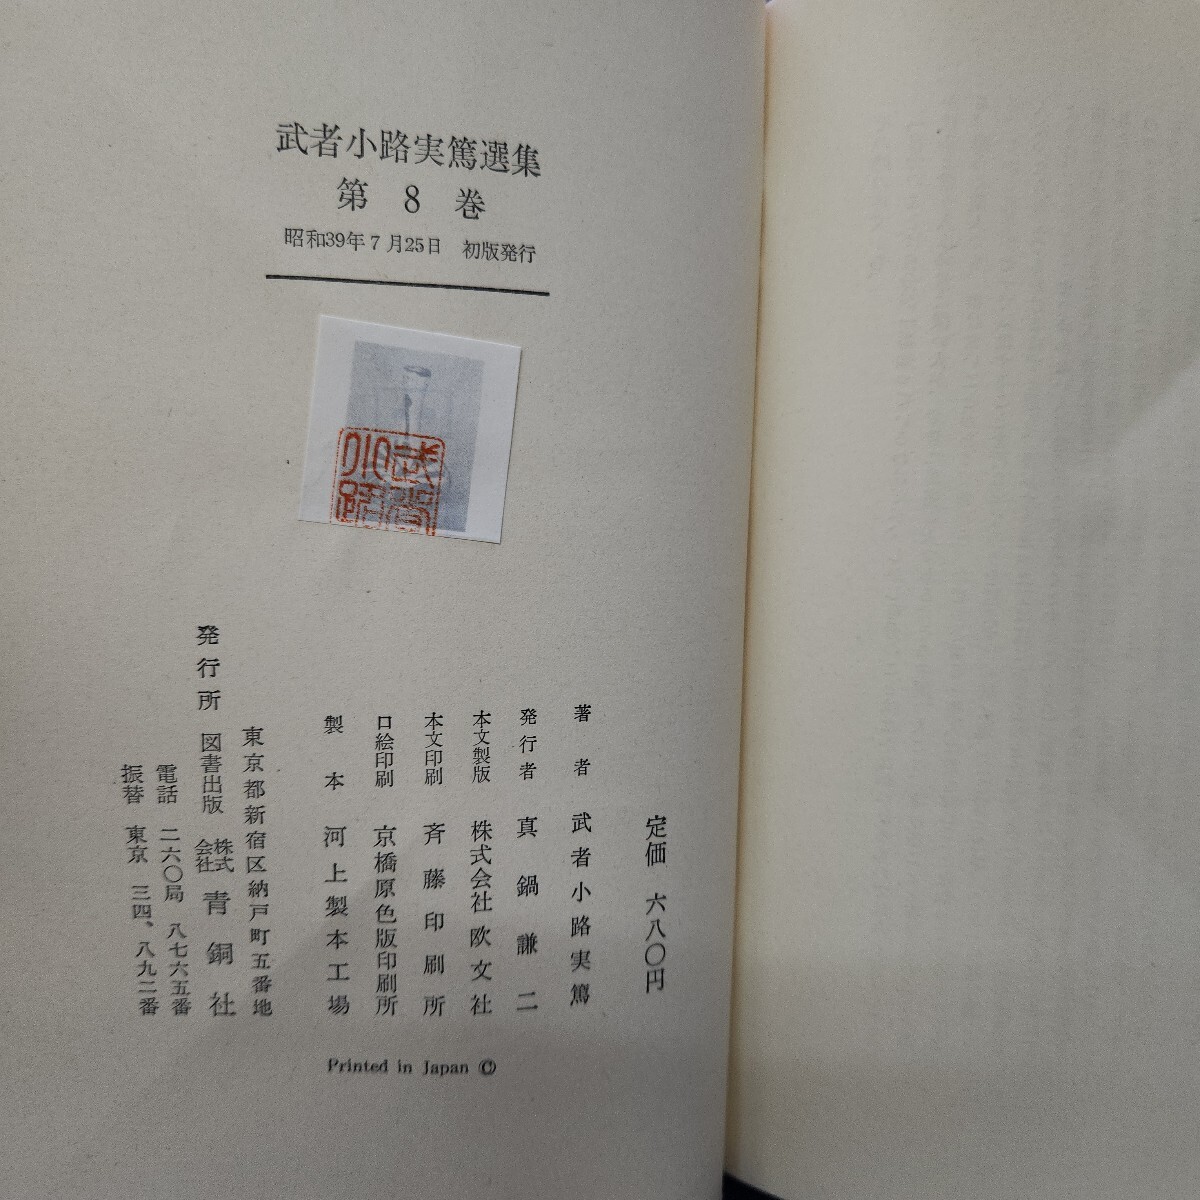 武者小路実篤選集
第8巻
昭和39年7月25日 初版発行
武者
小路
定価 六八〇円
著者 武者小路実篤
発行者 真鍋謙二
本文製版 株式会社欧文社
本文印刷 斉藤印刷所
口絵印刷 京橋原色版印刷所
製本 河上製本工場
東京都新宿区納戸町五番地
発行所 図書出版 株式会社 青銅社
電話 二六〇局 八七六五番
振替 東京 三四、八九二番
Printed in Japan ©